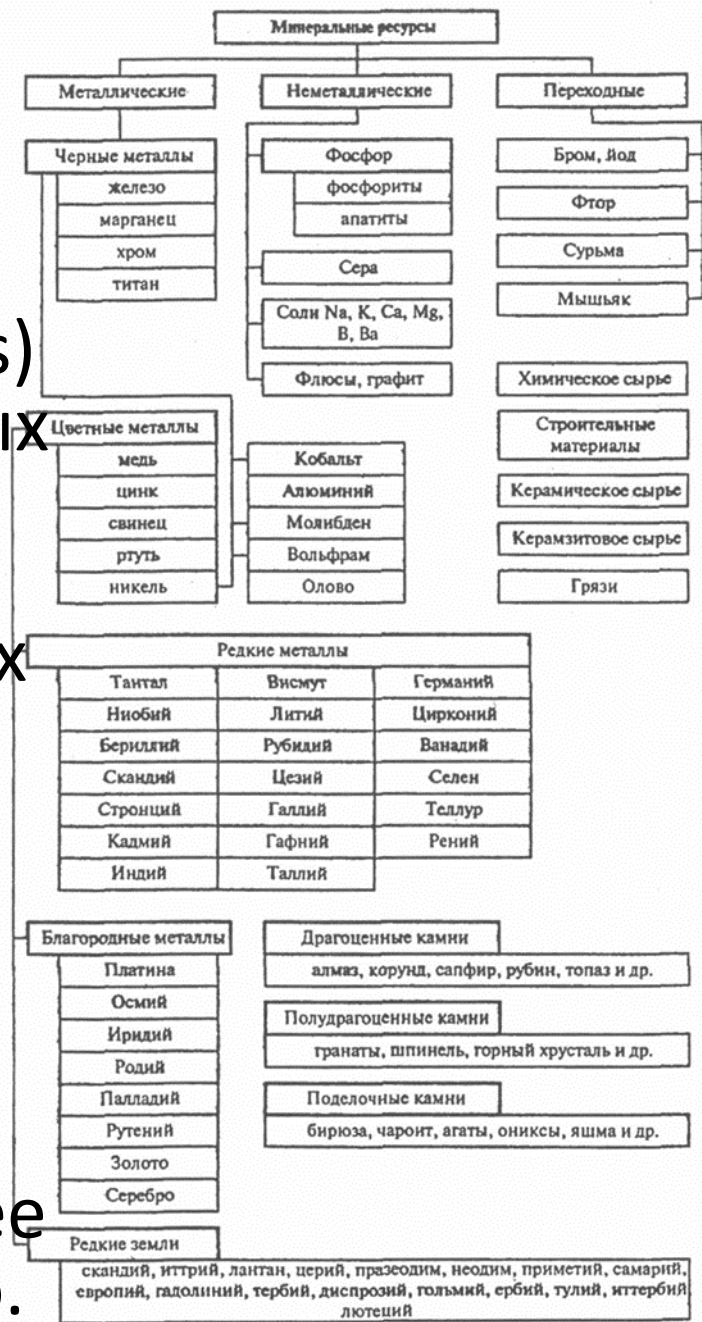 Минеральные ресурсы
Металлические
Неметаллические
Переходные
Черные металлы
железо
марганец
хром
титан
Фосфор
фосфориты
апатиты
Сера
Соли Na, K, Ca, Mg,
B, Ba
Флюсы, графит
Бром, йод
Фтор
Сурьма
Мышьяк
s)
ых
Цветные металлы
медь
цинк
свинец
ртуть
никель
Кобальт
Алюминий
Молибден
Вольфрам
Олово
Химическое сырье
Строительные
материалы
Керамическое сырье
Керамзитовое сырье
Грязи
х
Редкие металлы
Тантал Висмут Германий
Ниобий Литий Цирконий
Бериллий Рубидий Ванадий
Скандий Цезий Селен
Стронций Галлий Теллур
Кадмий Гафний Рений
Индий Таллий
Благородные металлы
Платина
Осмий
Иридий
Родий
Палладий
Рутений
Золото
Серебро
Драгоценные камни
алмаз, корунд, сапфир, рубин, топаз и др.
Полудрагоценные камни
гранаты, шпинель, горный хрусталь и др.
Поделочные камни
бирюза, чароит, агаты, ониксы, яшма и др.
ее
Редкие земли
скандий, иттрий, лантан, церий, празеодим, неодим, приметий, самарий,
европий, гадолиний, тербий, диспрозий, гольмий, ербий, тулий, иттербий
лютеций